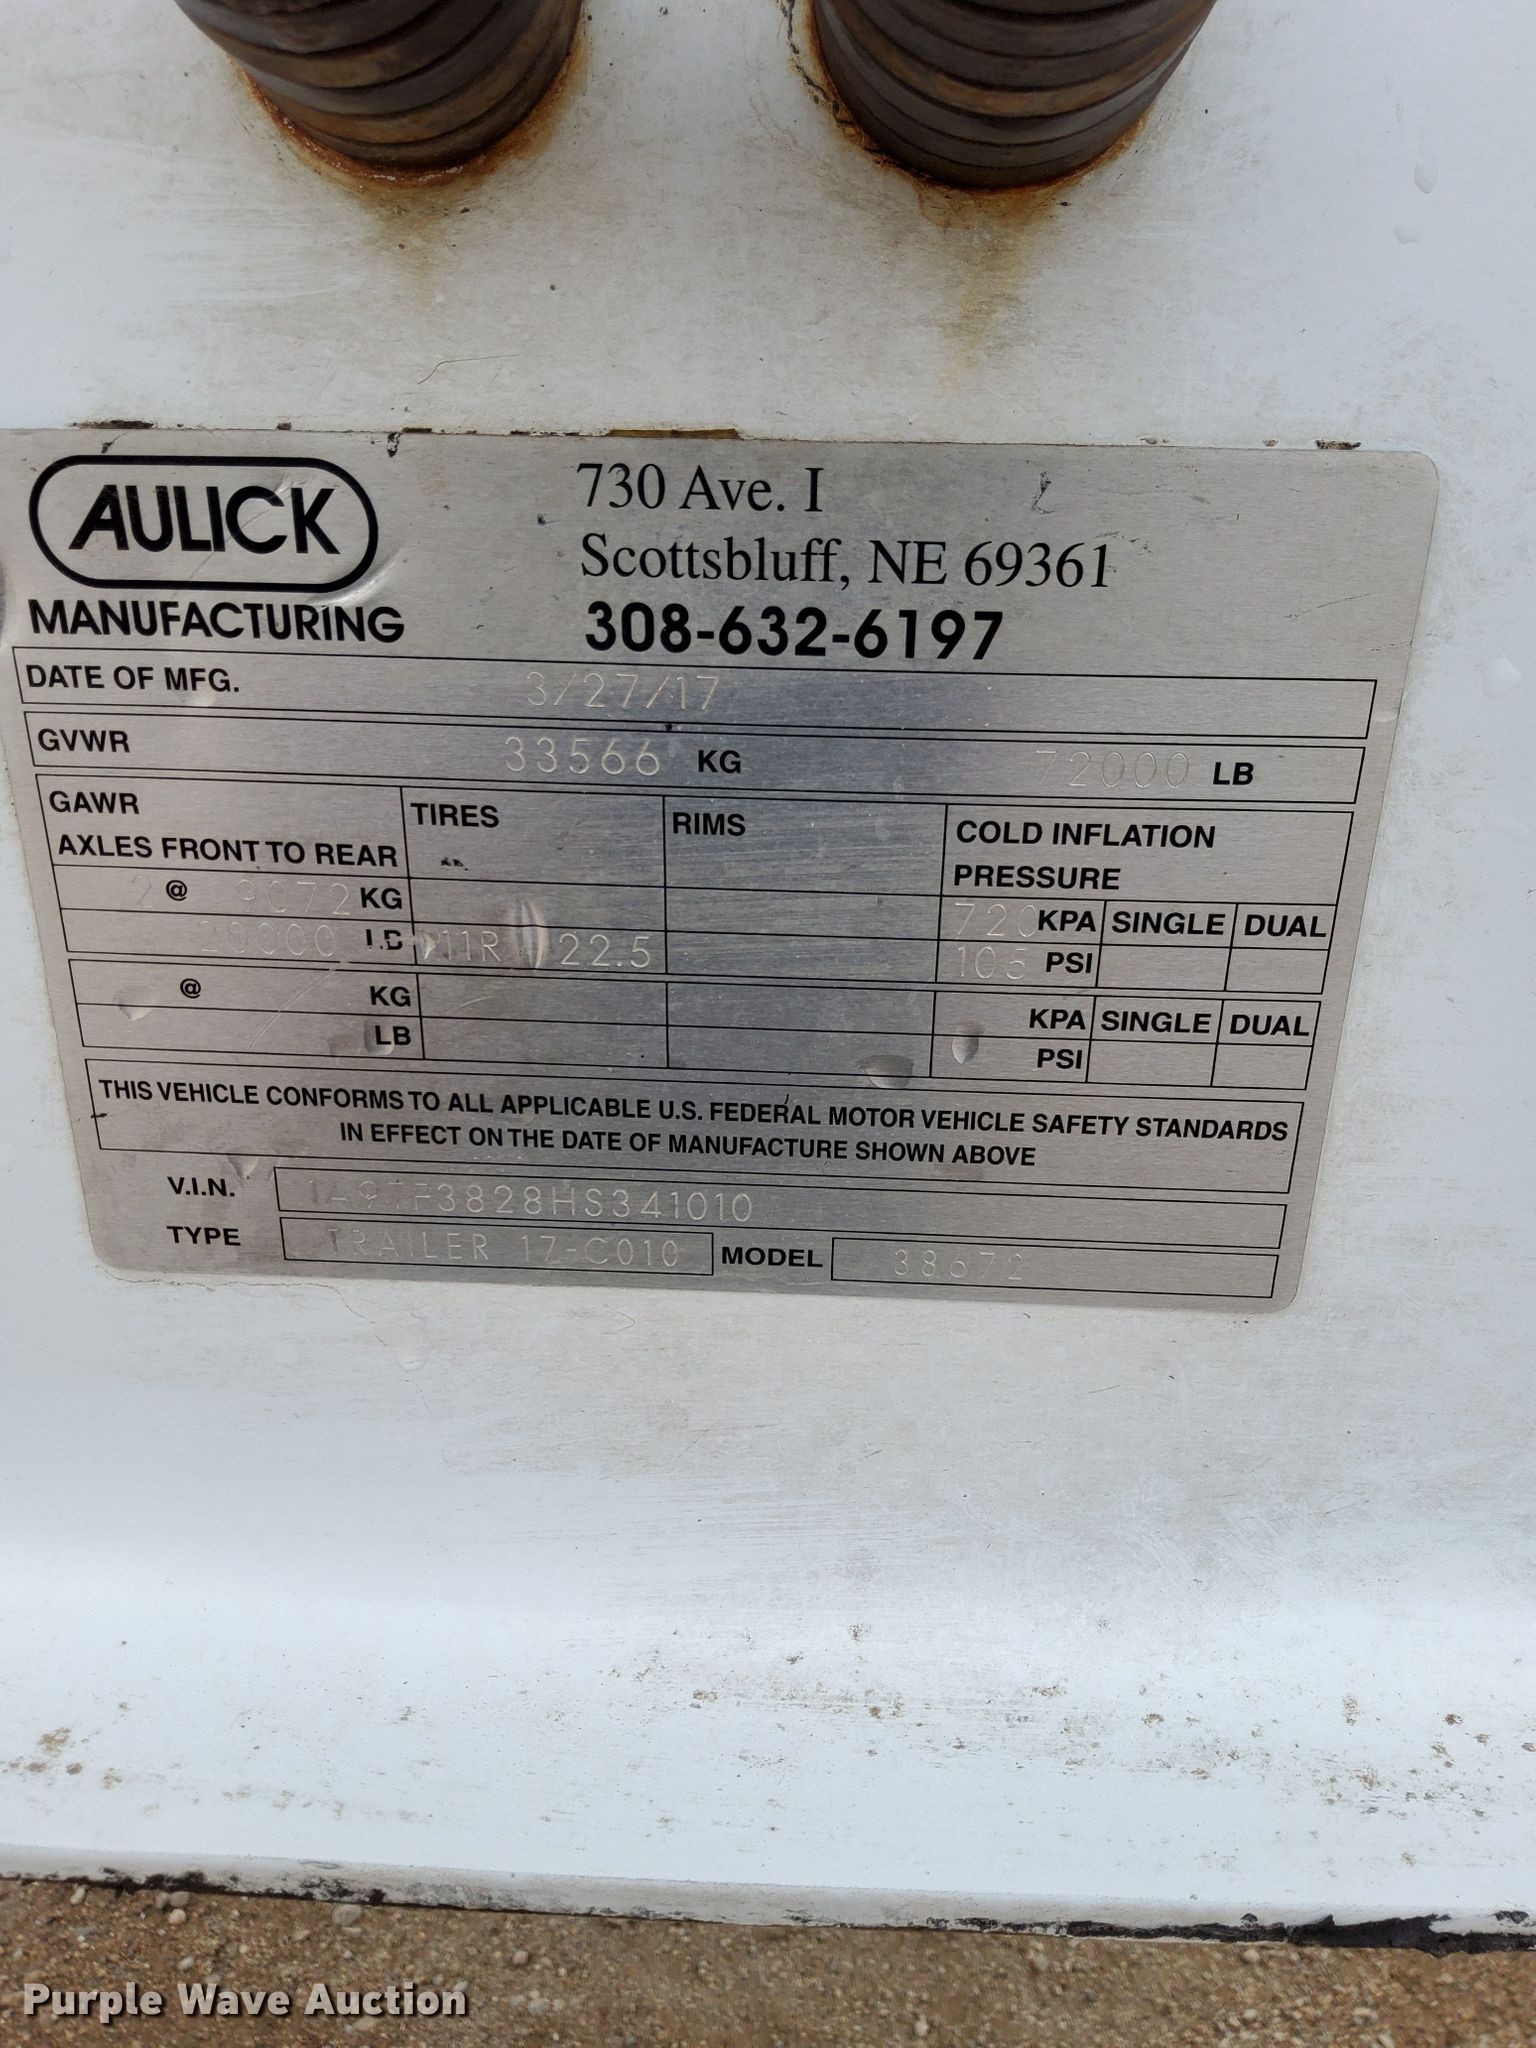 AULICK
MANUFACTURING
730 Ave. I
Scottsbluff, NE 69361
308-632-6197
DATE OF MFG. 3/27/17
GVWR 33566 KG 72000 LB
GAWR
AXLES FRONT TO REAR
TIRES
RIMS
COLD INFLATION
PRESSURE
2 @ 9072 KG 720 KPA SINGLE DUAL
20000 LB 11R 22.5 105 PSI
@ KG KPA SINGLE DUAL
LB PSI
THIS VEHICLE CONFORMS TO ALL APPLICABLE U.S. FEDERAL MOTOR VEHICLE SAFETY STANDARDS
IN EFFECT ON THE DATE OF MANUFACTURE SHOWN ABOVE
V.I.N.
TYPE TRAILER 17-C010 MODEL 38672
Purple Wave Auction